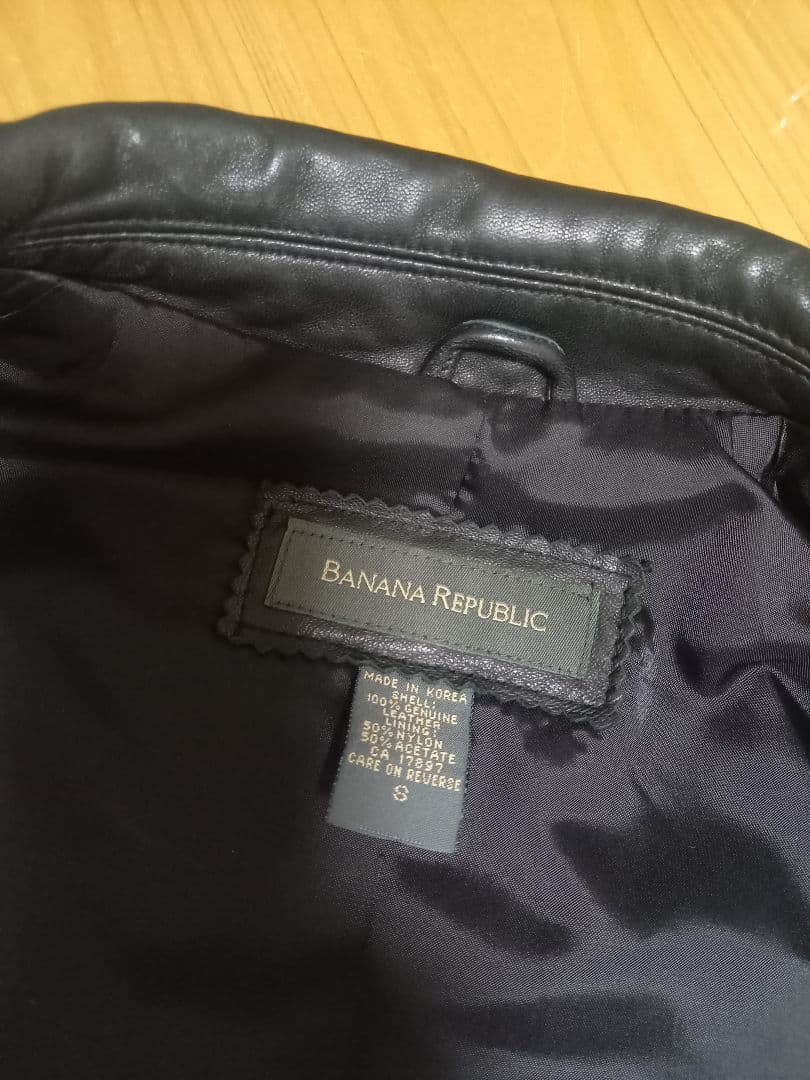 BANANA REPUBLIC
MADE IN KOREA
SHELL:
100% GENUINE
LEATHER
LINING:
50% NYLON
50% ACETATE
CA 17897
CARE ON REVERSE
8